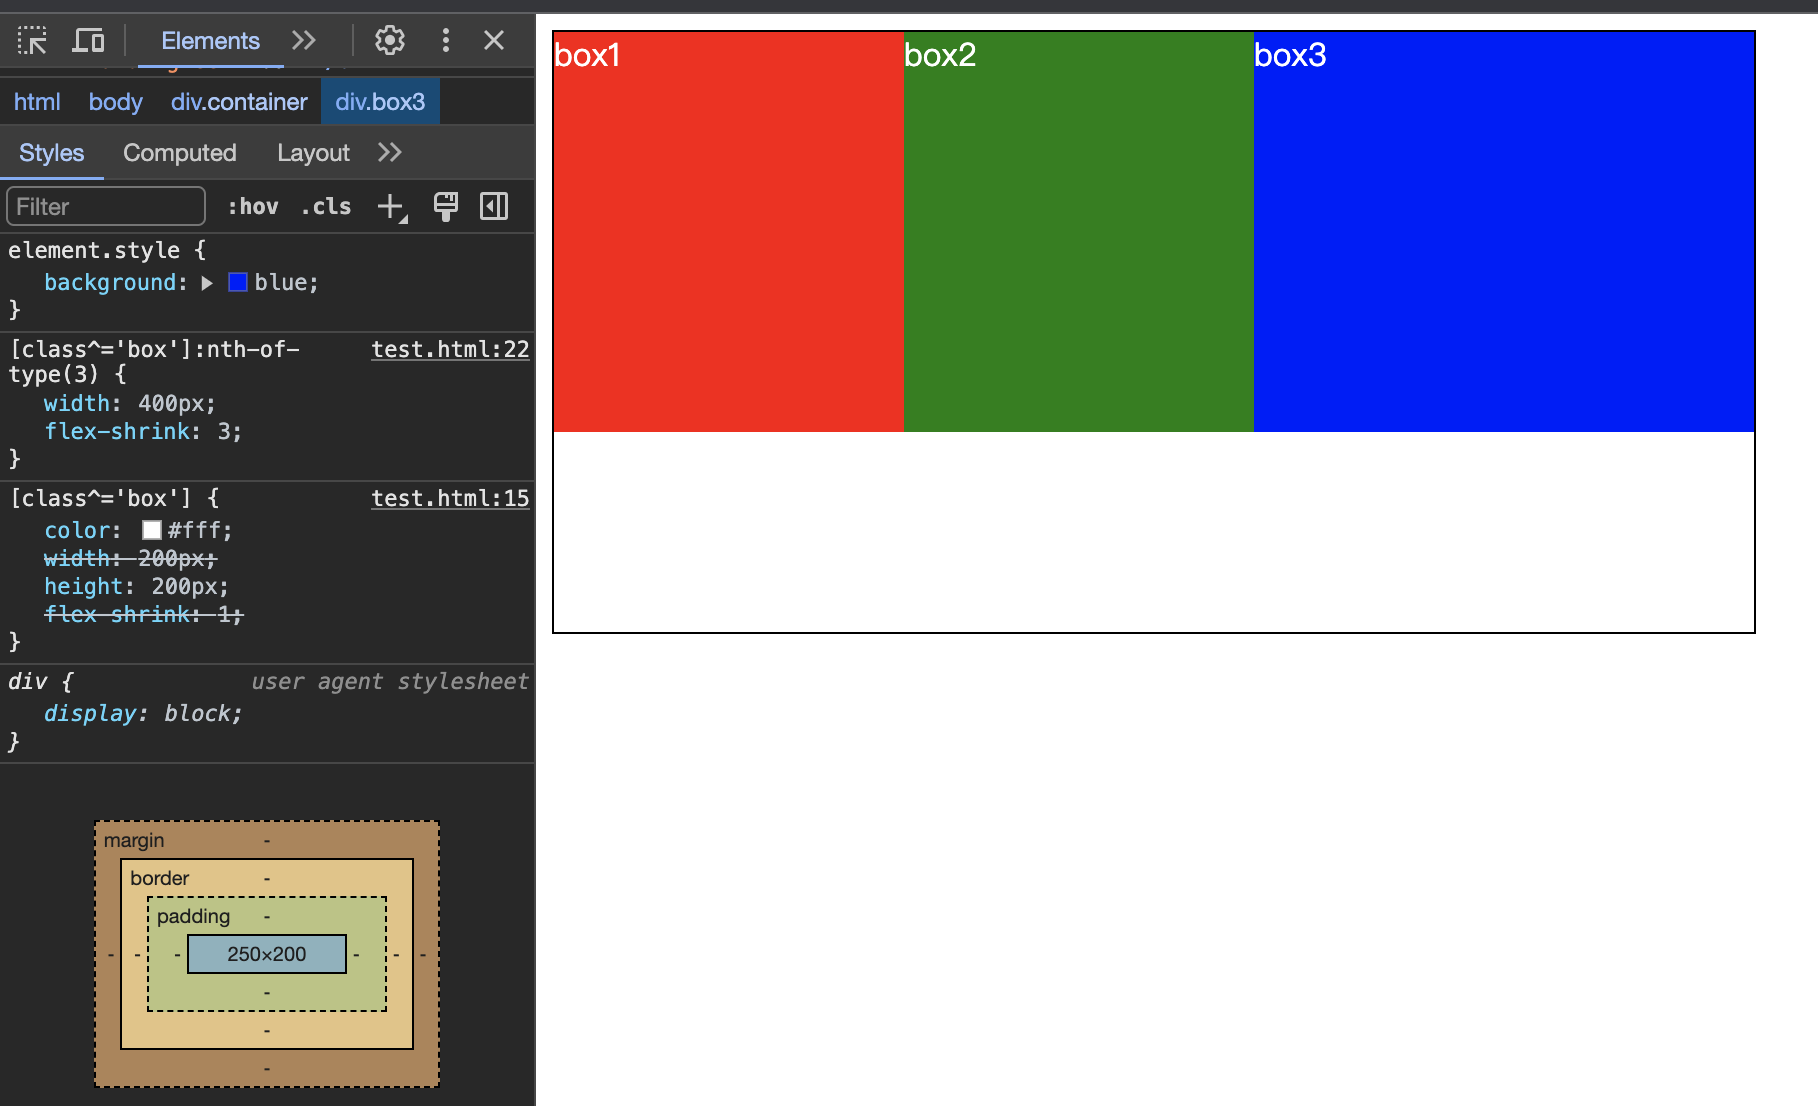 Elements
html body div.container div.box3
Styles Computed Layout
Filter :hov .cls
element.style {
background: blue;
}
[class^='box']:nth-of- test.html:22
type(3) {
width: 400px;
flex-shrink: 3;
}
[class^='box'] { test.html:15
color: #fff;
width: 200px;
height: 200px;
flex-shrink: 1;
}
div { user agent stylesheet
display: block;
}
margin -
border -
padding -
- - - 250×200 - - -
-
-
-
box1 box2 box3